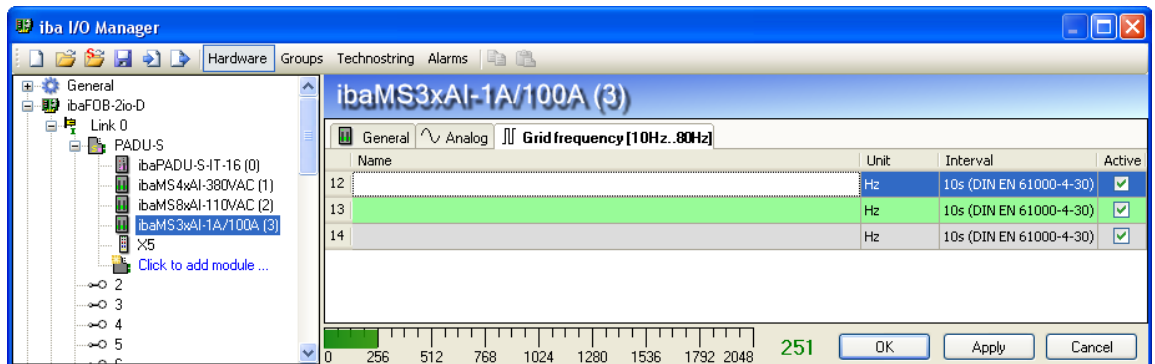 iba I/O Manager
Hardware Groups Technostring Alarms
General
ibaFOB-2io-D
Link 0
PADU-S
ibaPADU-S-IT-16 (0)
ibaMS4xAI-380VAC (1)
ibaMS8xAI-110VAC (2)
ibaMS3xAI-1A/100A (3)
X5
Click to add module ...
2
3
4
5
ibaMS3xAI-1A/100A (3)
General Analog Grid frequency [10Hz..80Hz]
Name Unit Interval Active
12 Hz 10s (DIN EN 61000-4-30)
13 Hz 10s (DIN EN 61000-4-30)
14 Hz 10s (DIN EN 61000-4-30)
0 256 512 768 1024 1280 1536 1792 2048 251 OK Apply Cancel